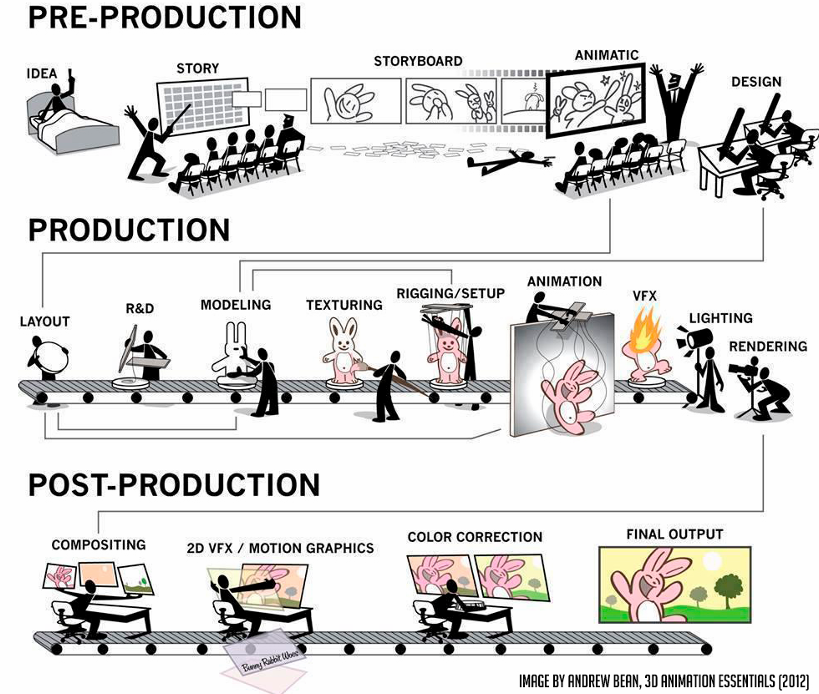 PRE-PRODUCTION
IDEA
STORY
STORYBOARD
ANIMATIC
DESIGN
PRODUCTION
LAYOUT
R&D
MODELING
TEXTURING
RIGGING/SETUP
ANIMATION
VFX
LIGHTING
RENDERING
POST-PRODUCTION
COMPOSITING
2D VFX / MOTION GRAPHICS
COLOR CORRECTION
FINAL OUTPUT
Bunny Rabbit Woes
IMAGE BY ANDREW BEAN, 3D ANIMATION ESSENTIALS (2012)